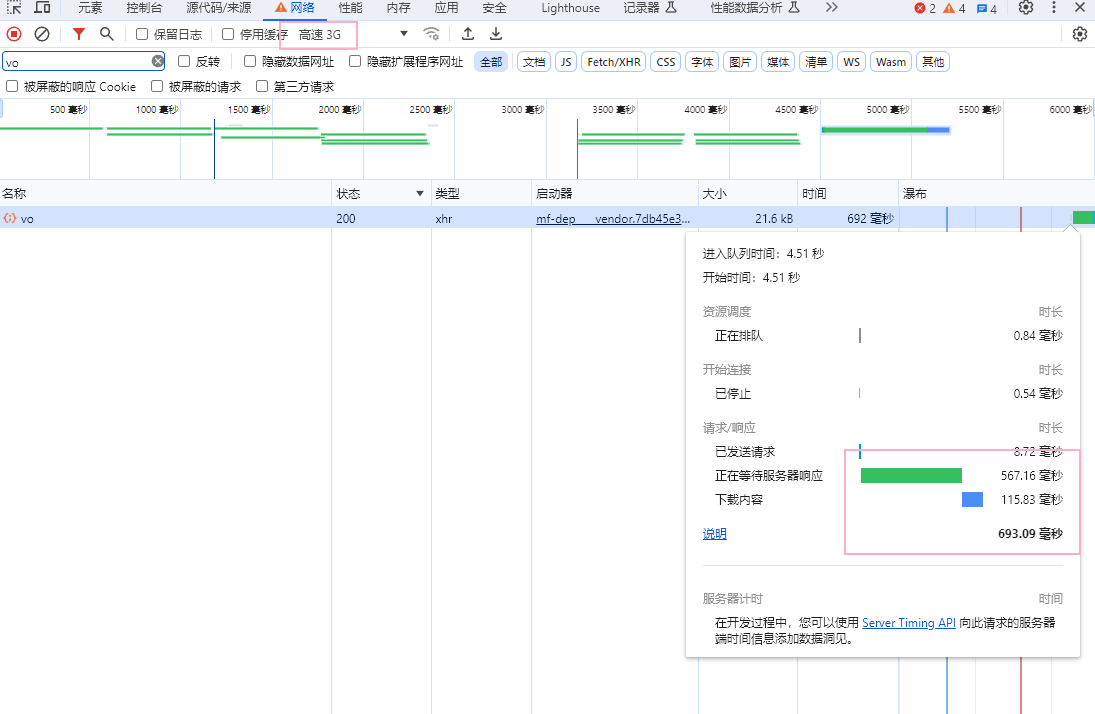 元素 控制台 源代码/来源 网络 性能 内存 应用 安全 Lighthouse 记录器 性能数据分析 2 4 4
保留日志 停用缓存 高速 3G
vo 反转 隐藏数据网址 隐藏扩展程序网址 全部 文档 JS Fetch/XHR CSS 字体 图片 媒体 清单 WS Wasm 其他
被屏蔽的响应 Cookie 被屏蔽的请求 第三方请求
500 毫秒 1000 毫秒 1500 毫秒 2000 毫秒 2500 毫秒 3000 毫秒 3500 毫秒 4000 毫秒 4500 毫秒 5000 毫秒 5500 毫秒 6000 毫秒
名称 状态 类型 启动器 大小 时间 瀑布
vo 200 xhr mf-dep___vendor.7db45e3... 21.6 kB 692 毫秒
进入队列时间：4.51 秒
开始时间：4.51 秒
资源调度 时长
正在排队 0.84 毫秒
开始连接 时长
已停止 0.54 毫秒
请求/响应 时长
已发送请求 8.72 毫秒
正在等待服务器响应 567.16 毫秒
下载内容 115.83 毫秒
说明 693.09 毫秒
服务器计时 时间
在开发过程中，您可以使用 Server Timing API 向此请求的服务器
端时间信息添加数据洞见。